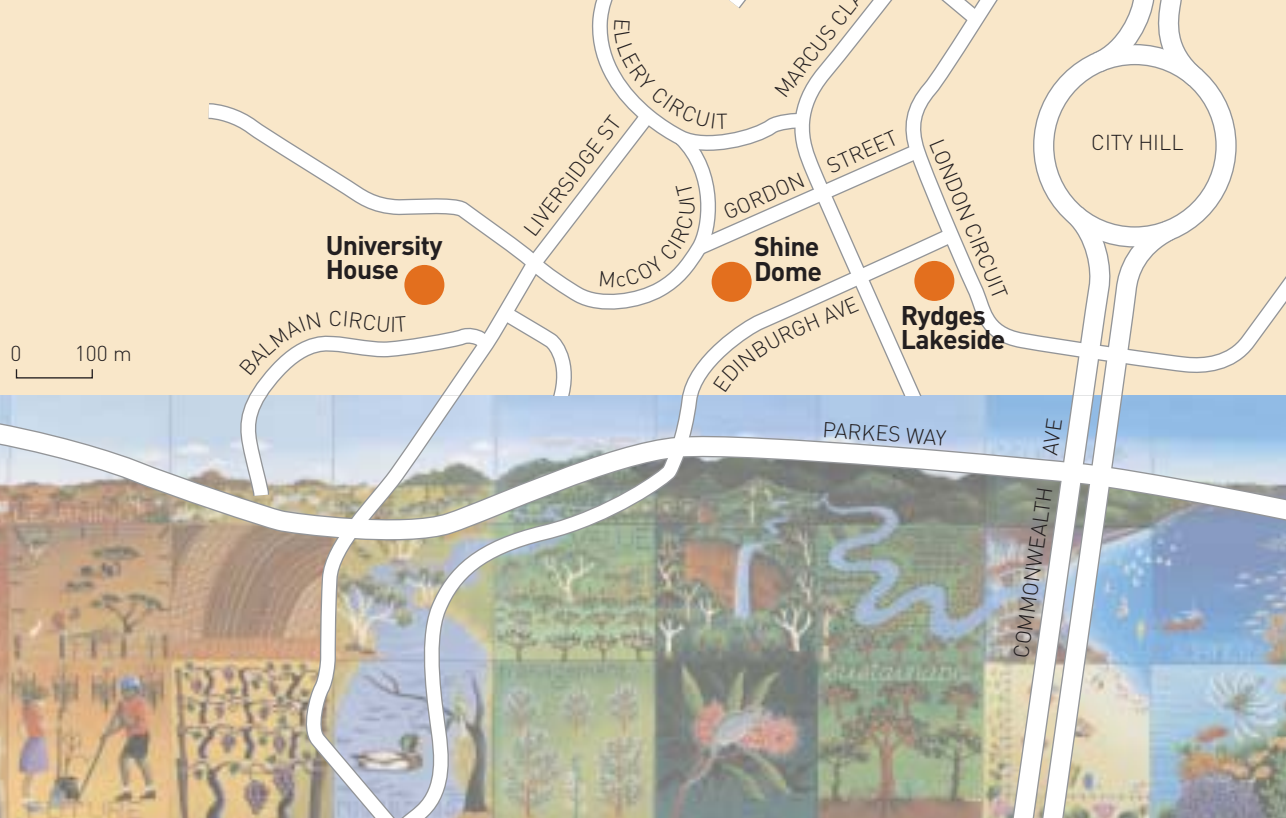 ELLERY CIRCUIT
MARCUS CLA
CITY HILL
LIVERSIDGE ST
GORDON STREET
LONDON CIRCUIT
McCOY CIRCUIT
University
House
Shine
Dome
Rydges
Lakeside
BALMAIN CIRCUIT
EDINBURGH AVE
0 100 m
PARKES WAY
COMMONWEALTH AVE
sustainable